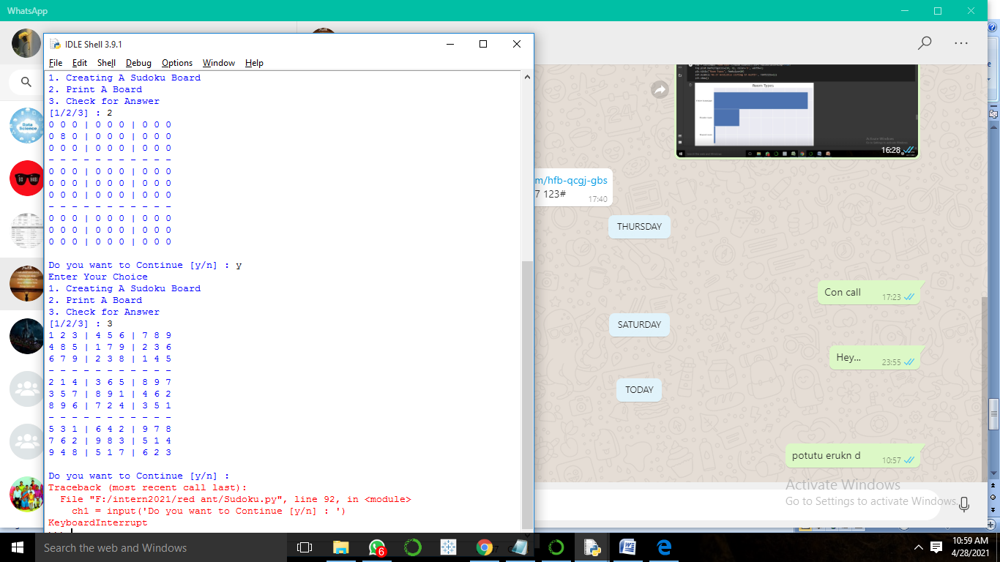 WhatsApp
IDLE Shell 3.9.1
File Edit Shell Debug Options Window Help
1. Creating A Sudoku Board
2. Print A Board
3. Check for Answer
[1/2/3] : 2
0 0 0 | 0 0 0 | 0 0 0
0 8 0 | 0 0 0 | 0 0 0
0 0 0 | 0 0 0 | 0 0 0
- - - - - - - - - - -
0 0 0 | 0 0 0 | 0 0 0
0 0 0 | 0 0 0 | 0 0 0
0 0 0 | 0 0 0 | 0 0 0
- - - - - - - - - - -
0 0 0 | 0 0 0 | 0 0 0
0 0 0 | 0 0 0 | 0 0 0
0 0 0 | 0 0 0 | 0 0 0
Do you want to Continue [y/n] : y
Enter Your Choice
1. Creating A Sudoku Board
2. Print A Board
3. Check for Answer
[1/2/3] : 3
1 2 3 | 4 5 6 | 7 8 9
4 8 5 | 1 7 9 | 2 3 6
6 7 9 | 2 3 8 | 1 4 5
- - - - - - - - - - -
2 1 4 | 3 6 5 | 8 9 7
3 5 7 | 8 9 1 | 4 6 2
8 9 6 | 7 2 4 | 3 5 1
- - - - - - - - - - -
5 3 1 | 6 4 2 | 9 7 8
7 6 2 | 9 8 3 | 5 1 4
9 4 8 | 5 1 7 | 6 2 3
Do you want to Continue [y/n] :
Traceback (most recent call last):
File "F:/intern2021/red ant/Sudoku.py", line 92, in <module>
ch1 = input('Do you want to Continue [y/n] : ')
KeyboardInterrupt
Data
Science
Room Types
16:28
m/hfb-qcgj-gbs
7 123#
17:40
THURSDAY
Con call 17:23
SATURDAY
Hey... 23:55
TODAY
potutu erukn d 10:57
Activate Windows
Go to Settings to activate Windows.
Search the web and Windows
6
10:59 AM
4/28/2021